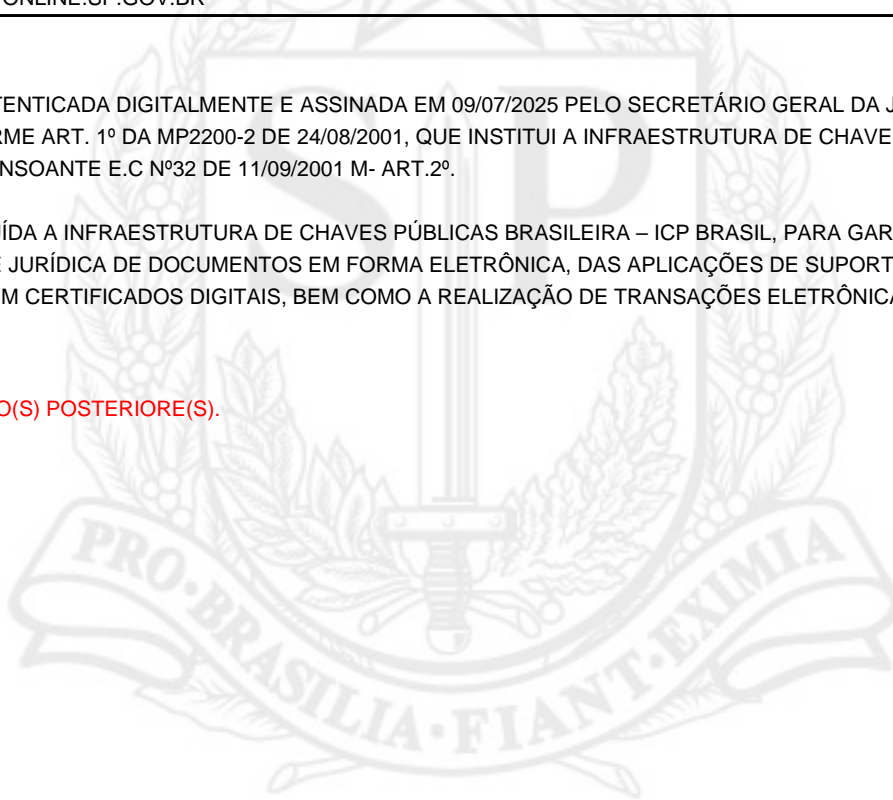 ONLINE.SP.GOV.BR
TENTICADA DIGITALMENTE E ASSINADA EM 09/07/2025 PELO SECRETÁRIO GERAL DA J
RME ART. 1º DA MP2200-2 DE 24/08/2001, QUE INSTITUI A INFRAESTRUTURA DE CHAVE
NSOANTE E.C Nº32 DE 11/09/2001 M- ART.2º.
UÍDA A INFRAESTRUTURA DE CHAVES PÚBLICAS BRASILEIRA – ICP BRASIL, PARA GAR
E JURÍDICA DE DOCUMENTOS EM FORMA ELETRÔNICA, DAS APLICAÇÕES DE SUPORT
M CERTIFICADOS DIGITAIS, BEM COMO A REALIZAÇÃO DE TRANSAÇÕES ELETRÔNICA
O(S) POSTERIORE(S).
SP
PRO·BRASILIA·FIANT·EXIMIA